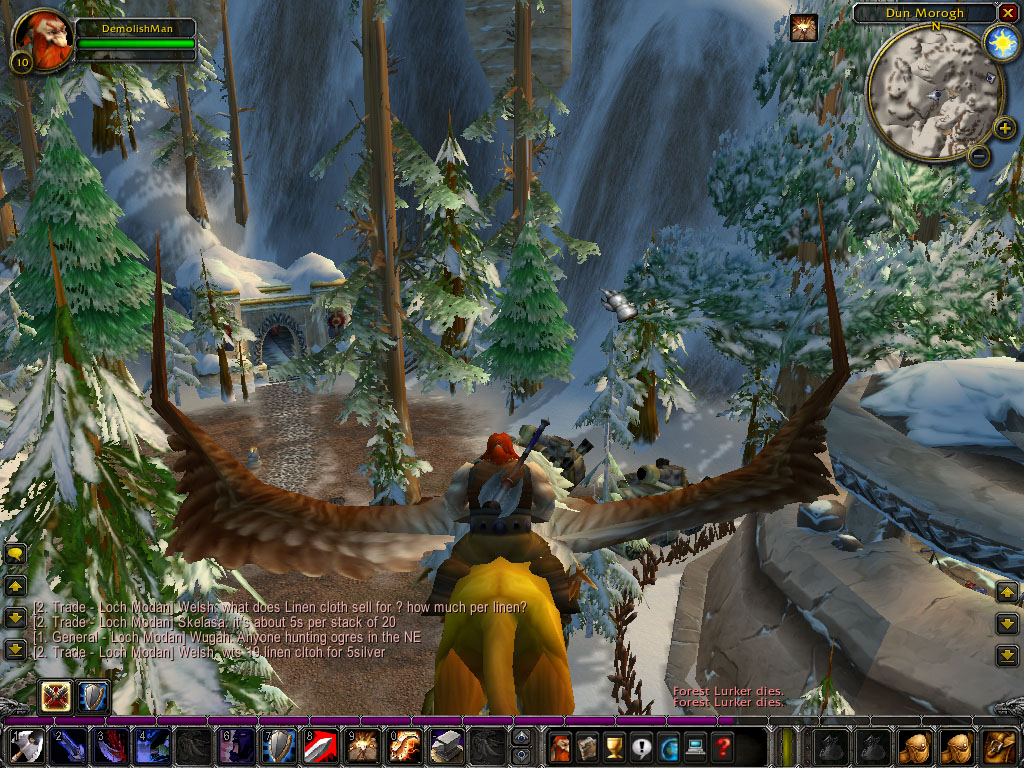 DemolishMan
10
Dun Morogh
N
[2. Trade - Loch Modan] Welsh: what does Linen cloth sell for ? how much per linen?
[2. Trade - Loch Modan] Skelasa: it's about 5s per stack of 20
[1. General - Loch Modan] Wugah: Anyone hunting ogres in the NE
[2. Trade - Loch Modan] Welsh: wts 19 linen cltoh for 5silver
Forest Lurker dies.
Forest Lurker dies.
1 2 3 4 6 7 8 9 0